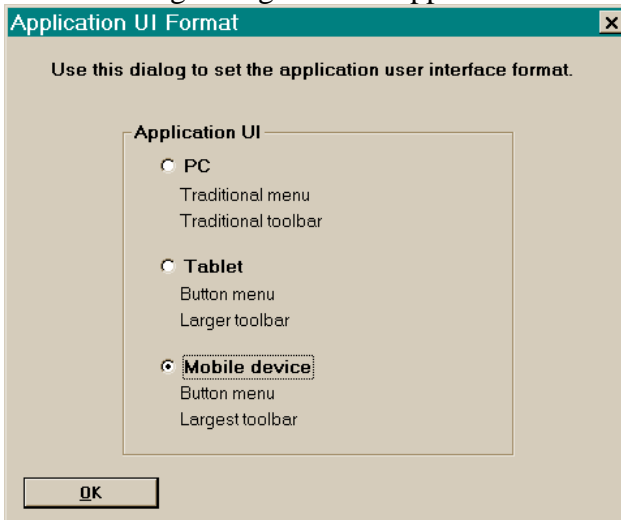 Application UI Format
Use this dialog to set the application user interface format.
Application UI
PC
Traditional menu
Traditional toolbar
Tablet
Button menu
Larger toolbar
Mobile device
Button menu
Largest toolbar
OK